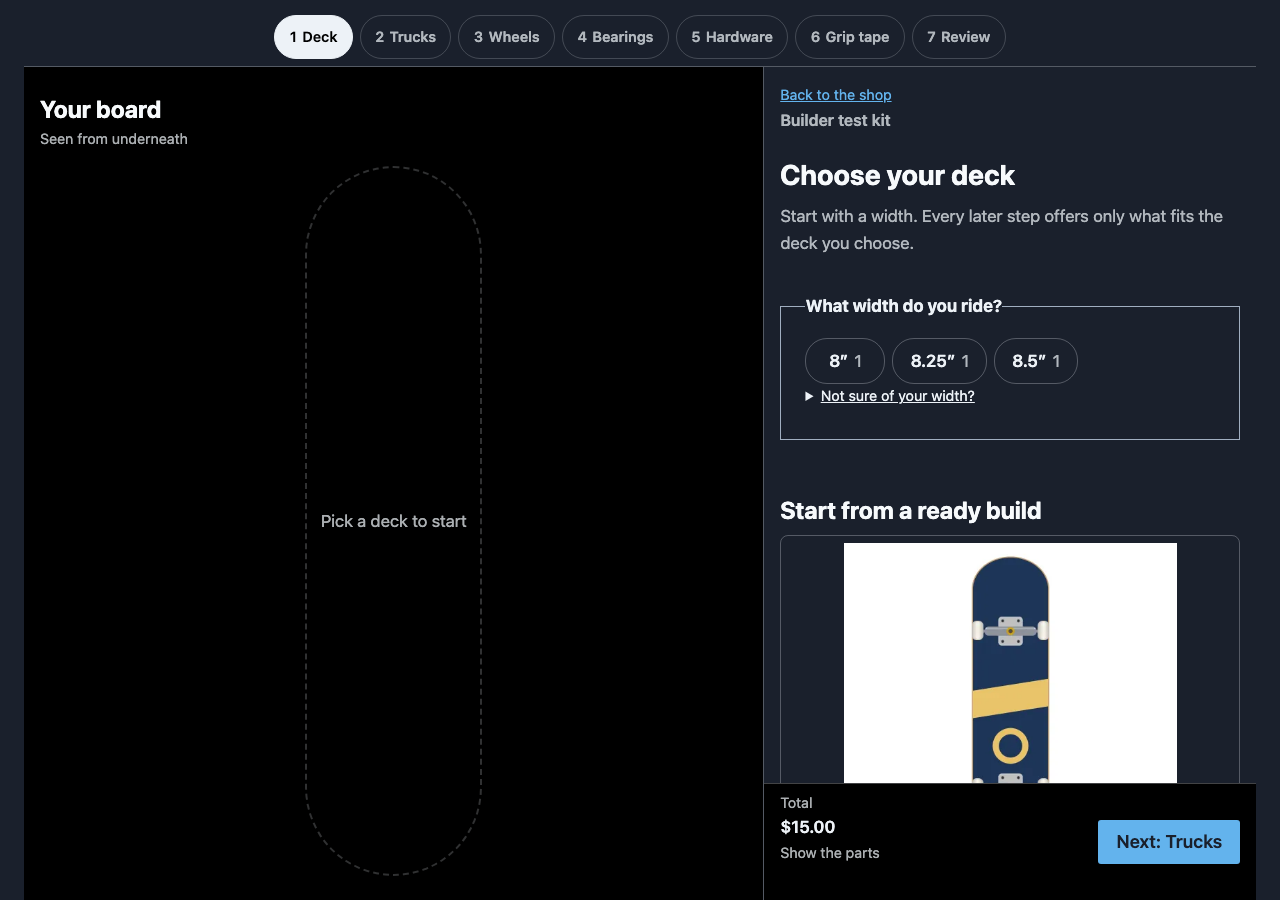 1 Deck
2 Trucks
3 Wheels
4 Bearings
5 Hardware
6 Grip tape
7 Review
Your board
Seen from underneath
Pick a deck to start
Back to the shop
Builder test kit
Choose your deck
Start with a width. Every later step offers only what fits the
deck you choose.
What width do you ride?
8″ 1
8.25″ 1
8.5″ 1
Not sure of your width?
Start from a ready build
Total
$15.00
Show the parts
Next: Trucks